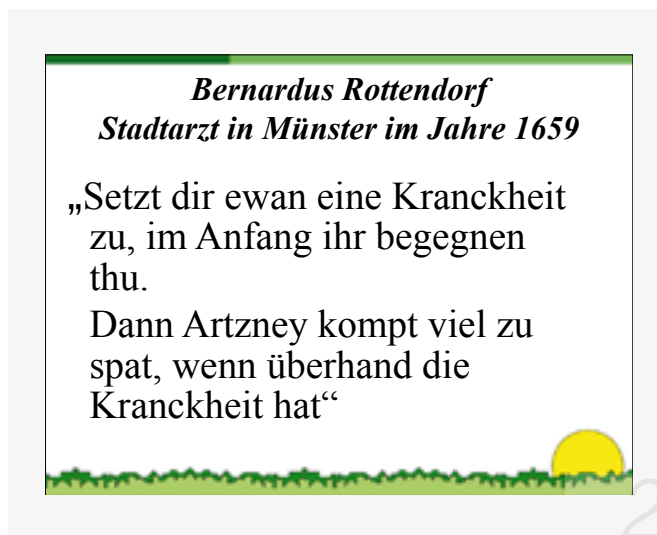 Bernardus Rottendorf
Stadtarzt in Münster im Jahre 1659
„Setzt dir ewan eine Kranckheit
zu, im Anfang ihr begegnen
thu.
Dann Artzney kompt viel zu
spat, wenn überhand die
Kranckheit hat“
2